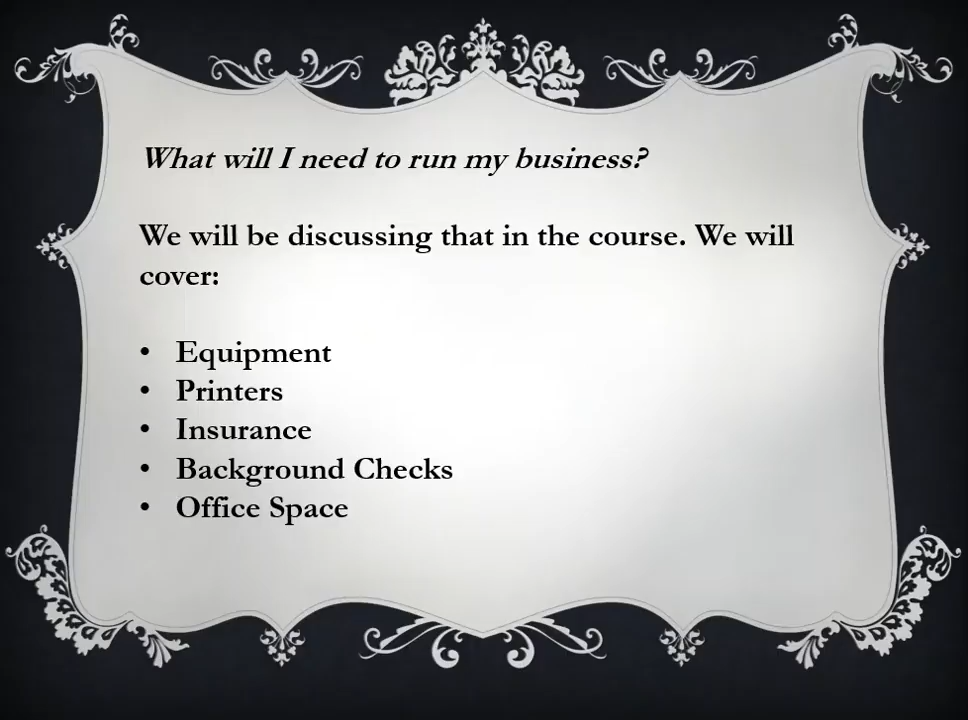 What will I need to run my business?
We will be discussing that in the course. We will
cover:
• Equipment
• Printers
• Insurance
• Background Checks
• Office Space